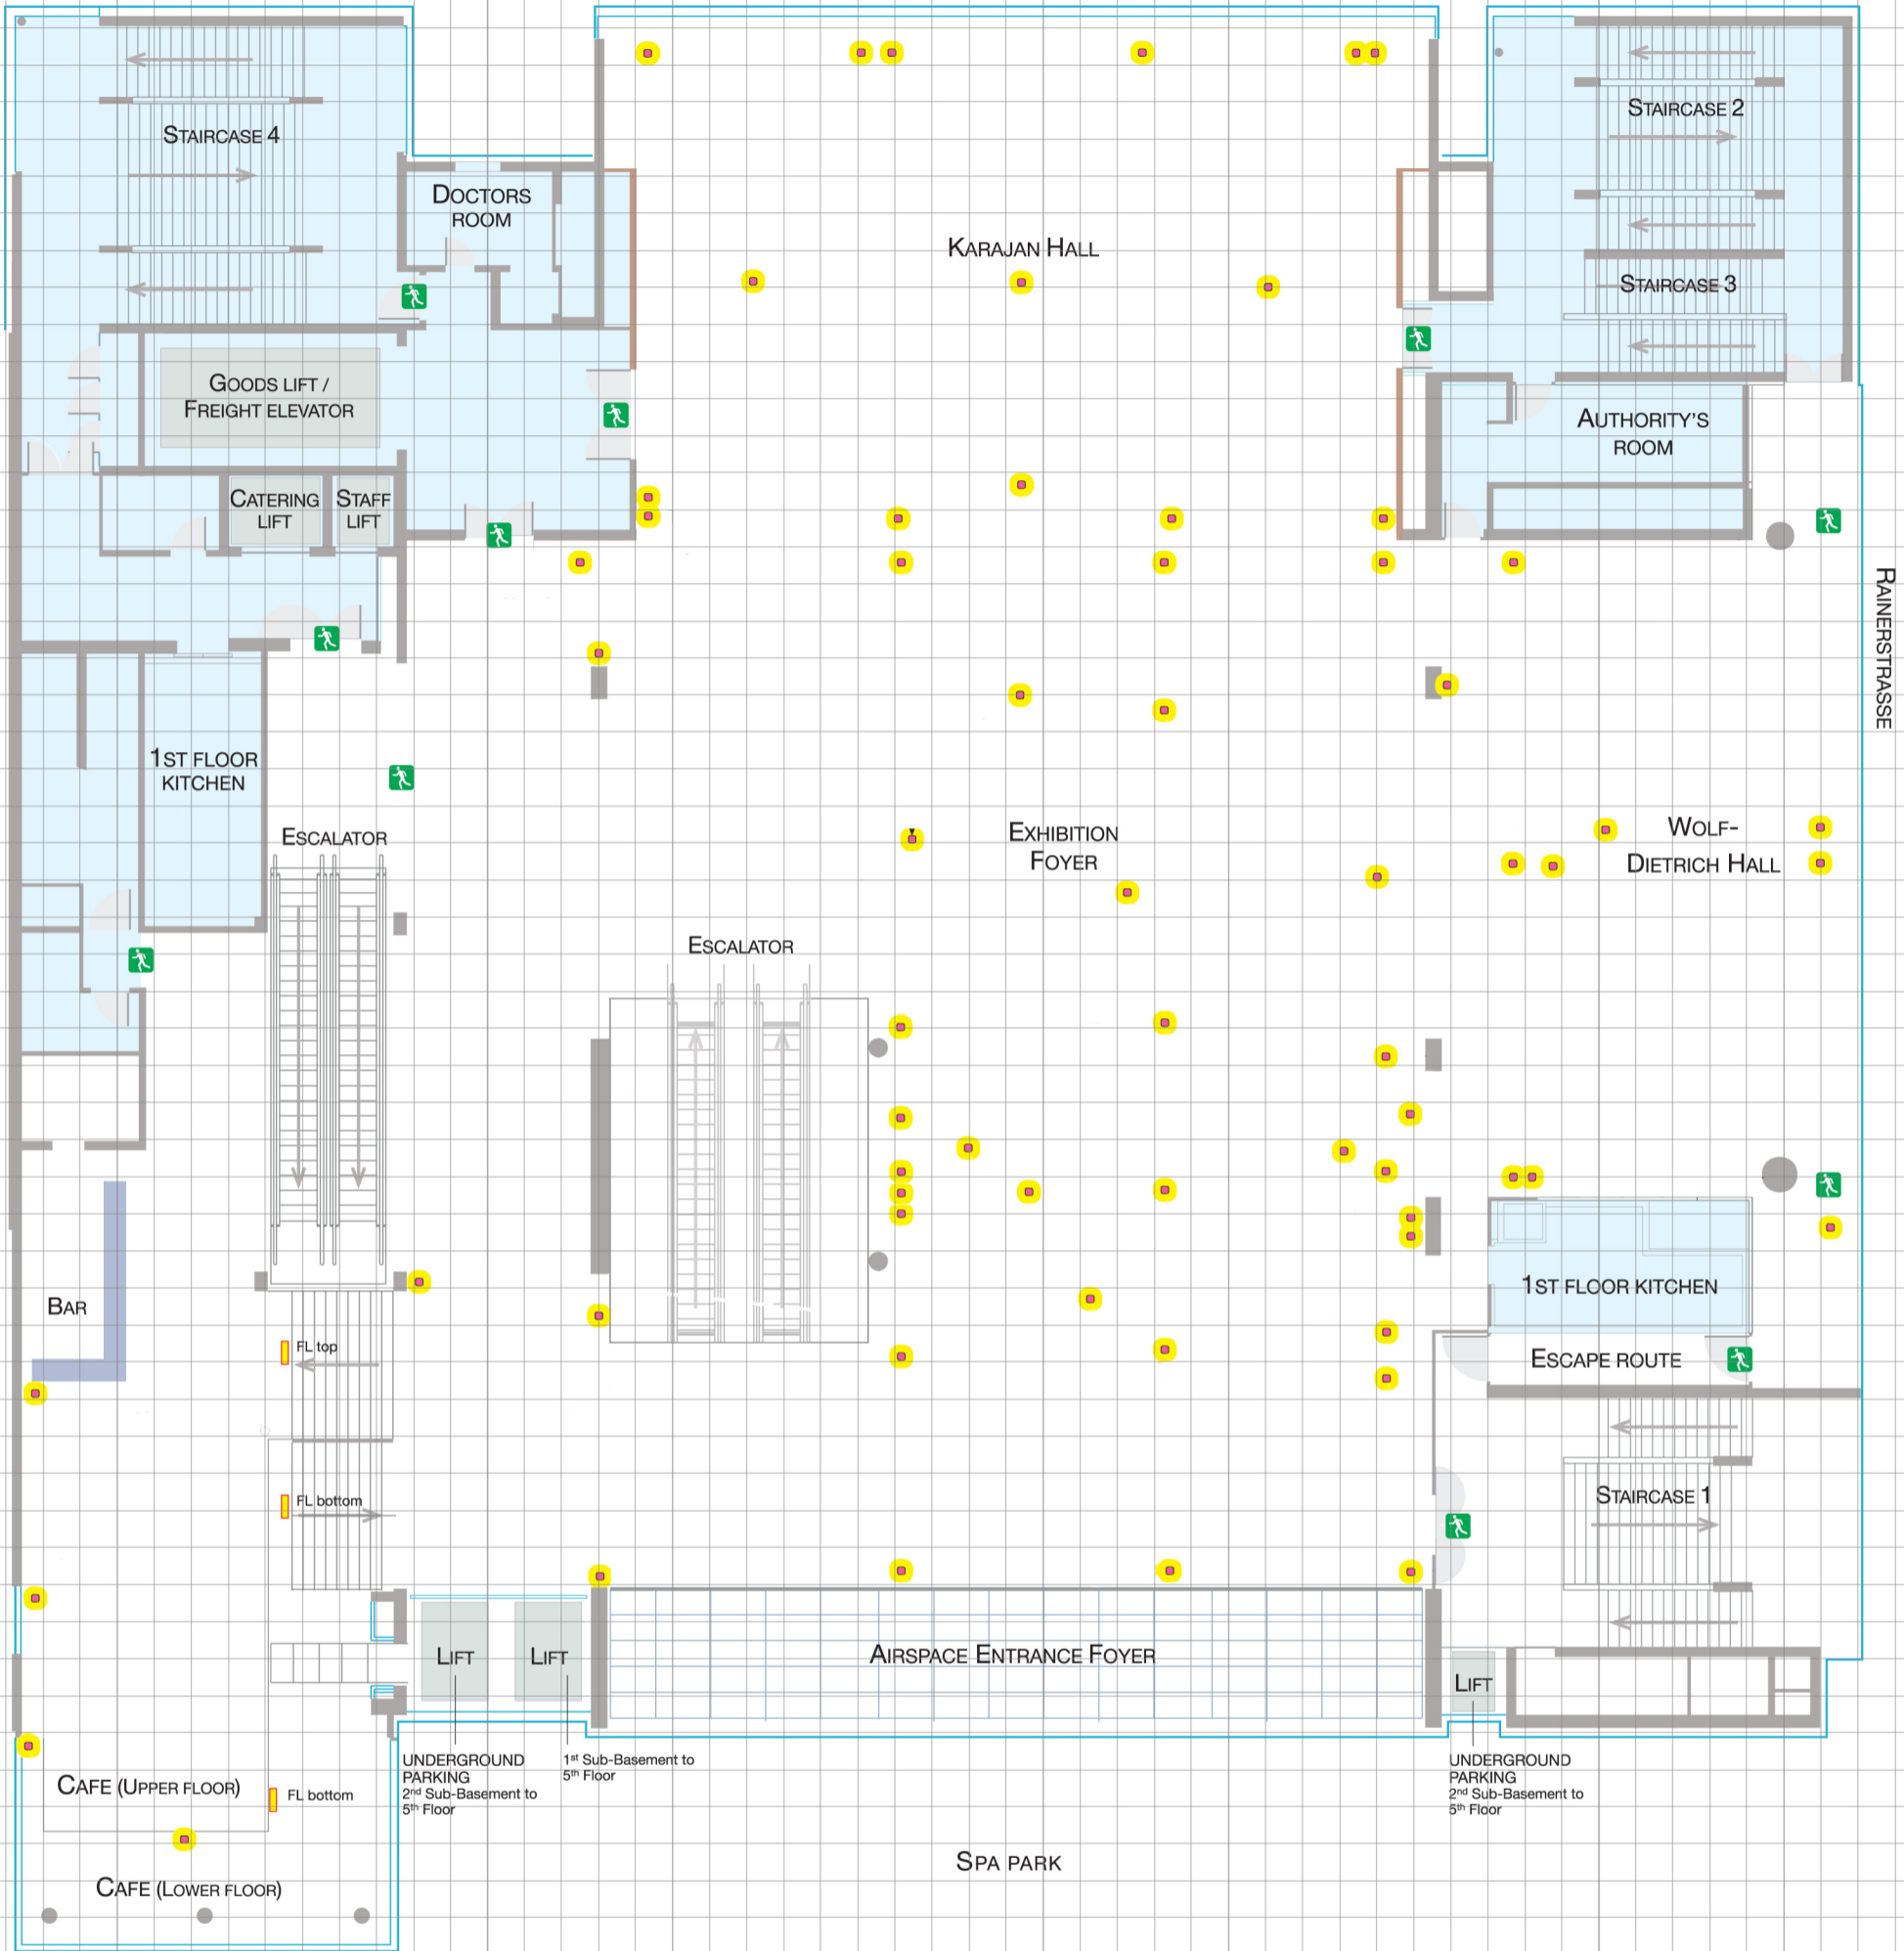 Staircase 4
Staircase 2
Doctors
room
Karajan Hall
Staircase 3
Goods lift /
Freight elevator
Authority's
room
Catering
lift
Staff
lift
Rainerstrasse
1st floor
kitchen
Escalator
Exhibition
Foyer
Wolf-
Dietrich Hall
Escalator
Bar
1st floor kitchen
FL top
Escape route
FL bottom
Staircase 1
Lift
Lift
Airspace Entrance Foyer
Lift
UNDERGROUND
PARKING
2nd Sub-Basement to
5th Floor
1st Sub-Basement to
5th Floor
UNDERGROUND
PARKING
2nd Sub-Basement to
5th Floor
Cafe (Upper floor)
FL bottom
Spa park
Cafe (Lower floor)